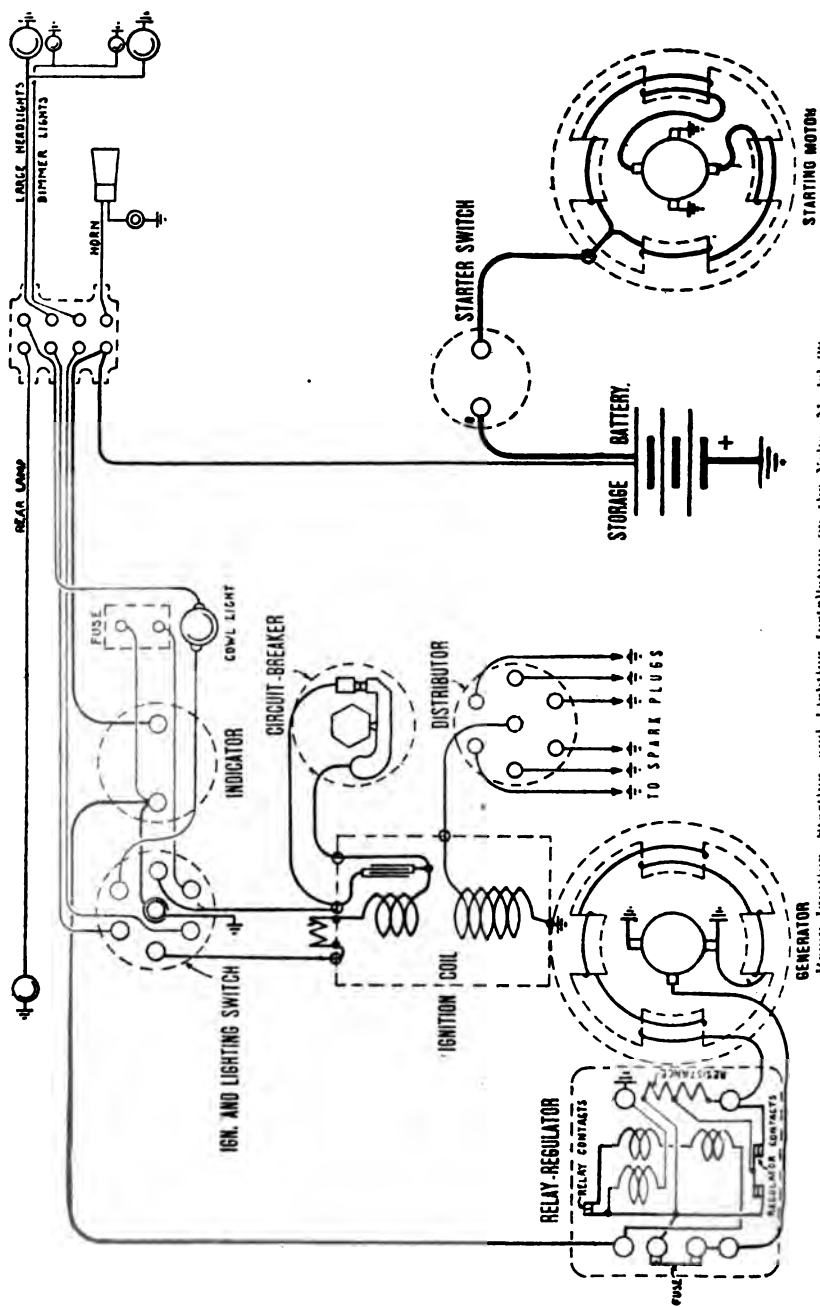 LARGE HEADLIGHTS
DIMMER LIGHTS
HORN
REAR LAMP
STARTER SWITCH
STARTING MOTOR
STORAGE BATTERY.
+
FUSE
COWL LIGHT
INDICATOR
CIRCUIT-BREAKER
DISTRIBUTOR
TO SPARK PLUGS
IGN. AND LIGHTING SWITCH
IGNITION COIL
GENERATOR
RELAY-REGULATOR
RELAY CONTACTS
RESISTANCE
REGULATOR CONTACTS
FUSE